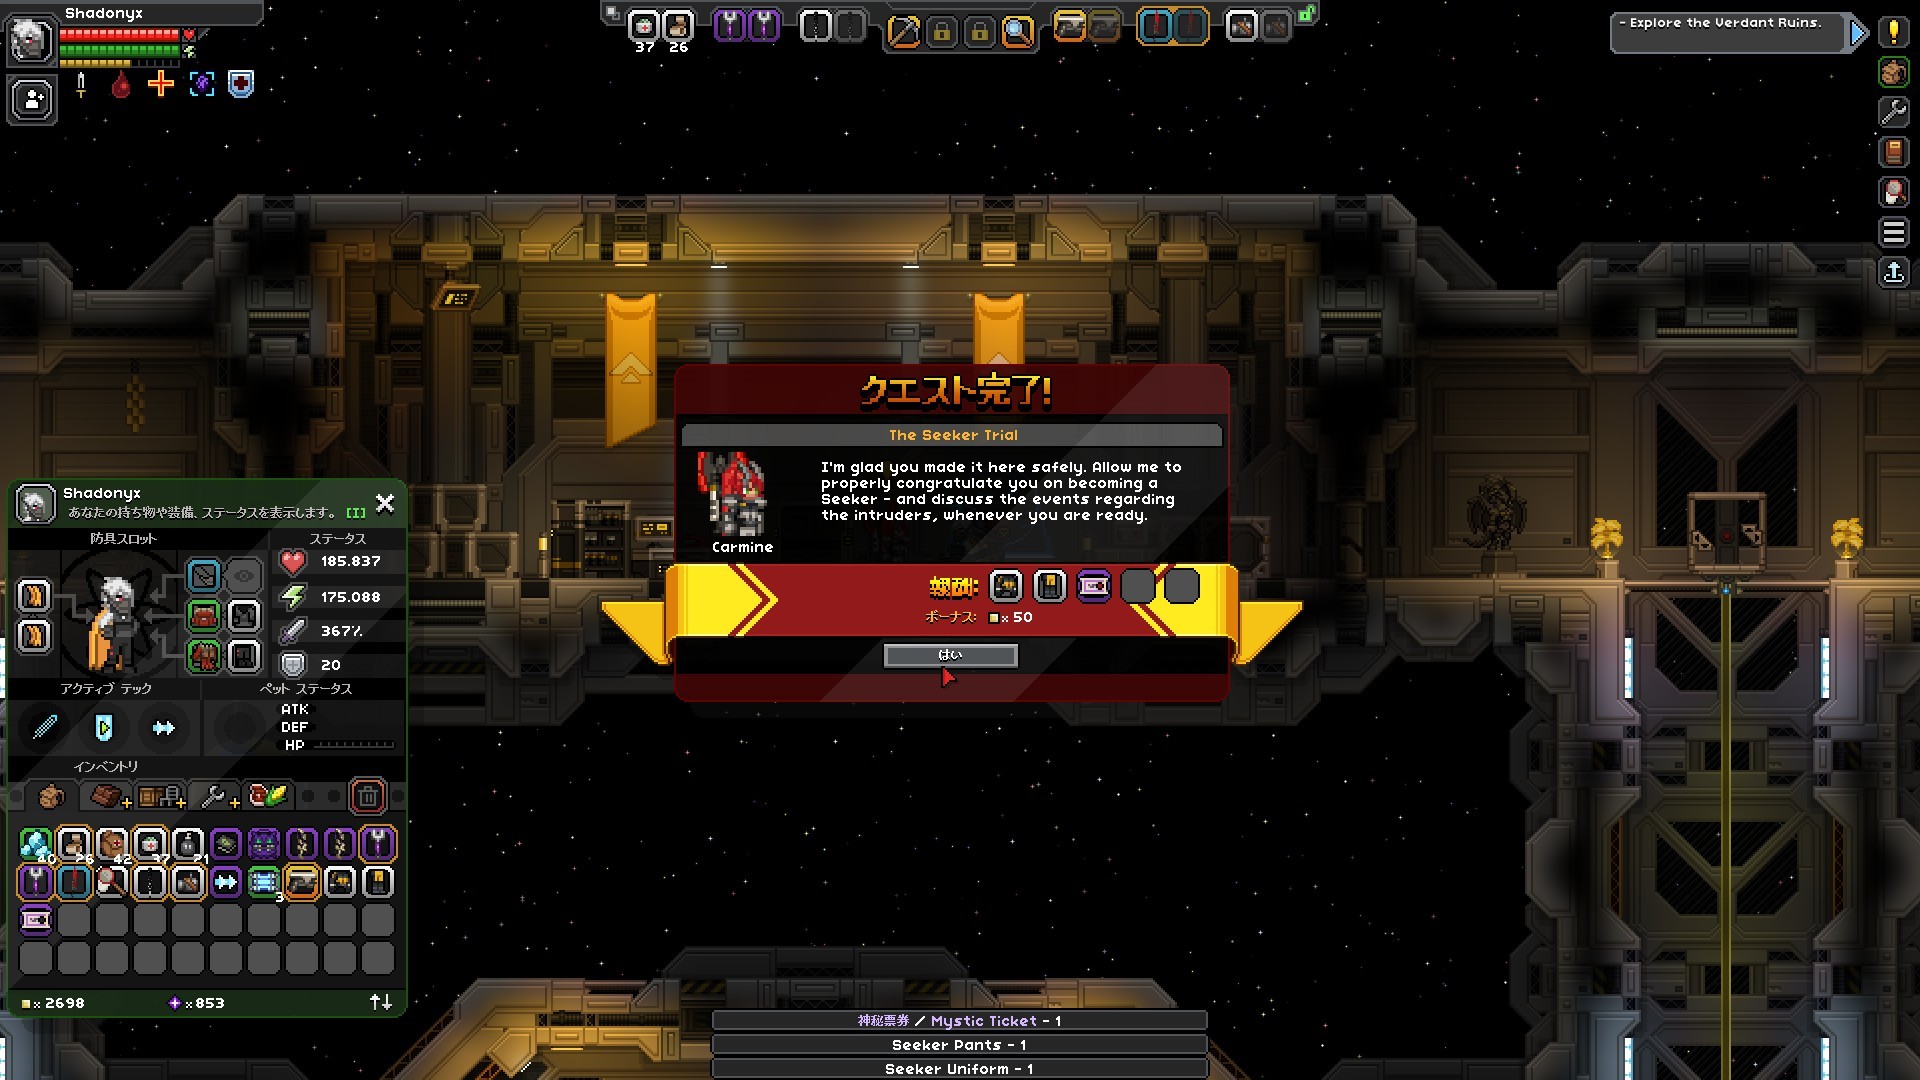 Shadonyx
37 26
- Explore the Verdant Ruins.
クエスト完了!
The Seeker Trial
I'm glad you made it here safely. Allow me to
properly congratulate you on becoming a
Seeker - and discuss the events regarding
the intruders, whenever you are ready.
Carmine
報酬:
ボーナス: x 50
はい
Shadonyx
あなたの持ち物や装備、ステータスを表示します。 [I]
防具スロット
ステータス
185.837
175.088
367%
20
アクティブ テック
ペット ステータス
ATK
DEF
HP
インベントリ
40 26 42 37 21
3
x 2698
x 853
神秘票券 / Mystic Ticket - 1
Seeker Pants - 1
Seeker Uniform - 1